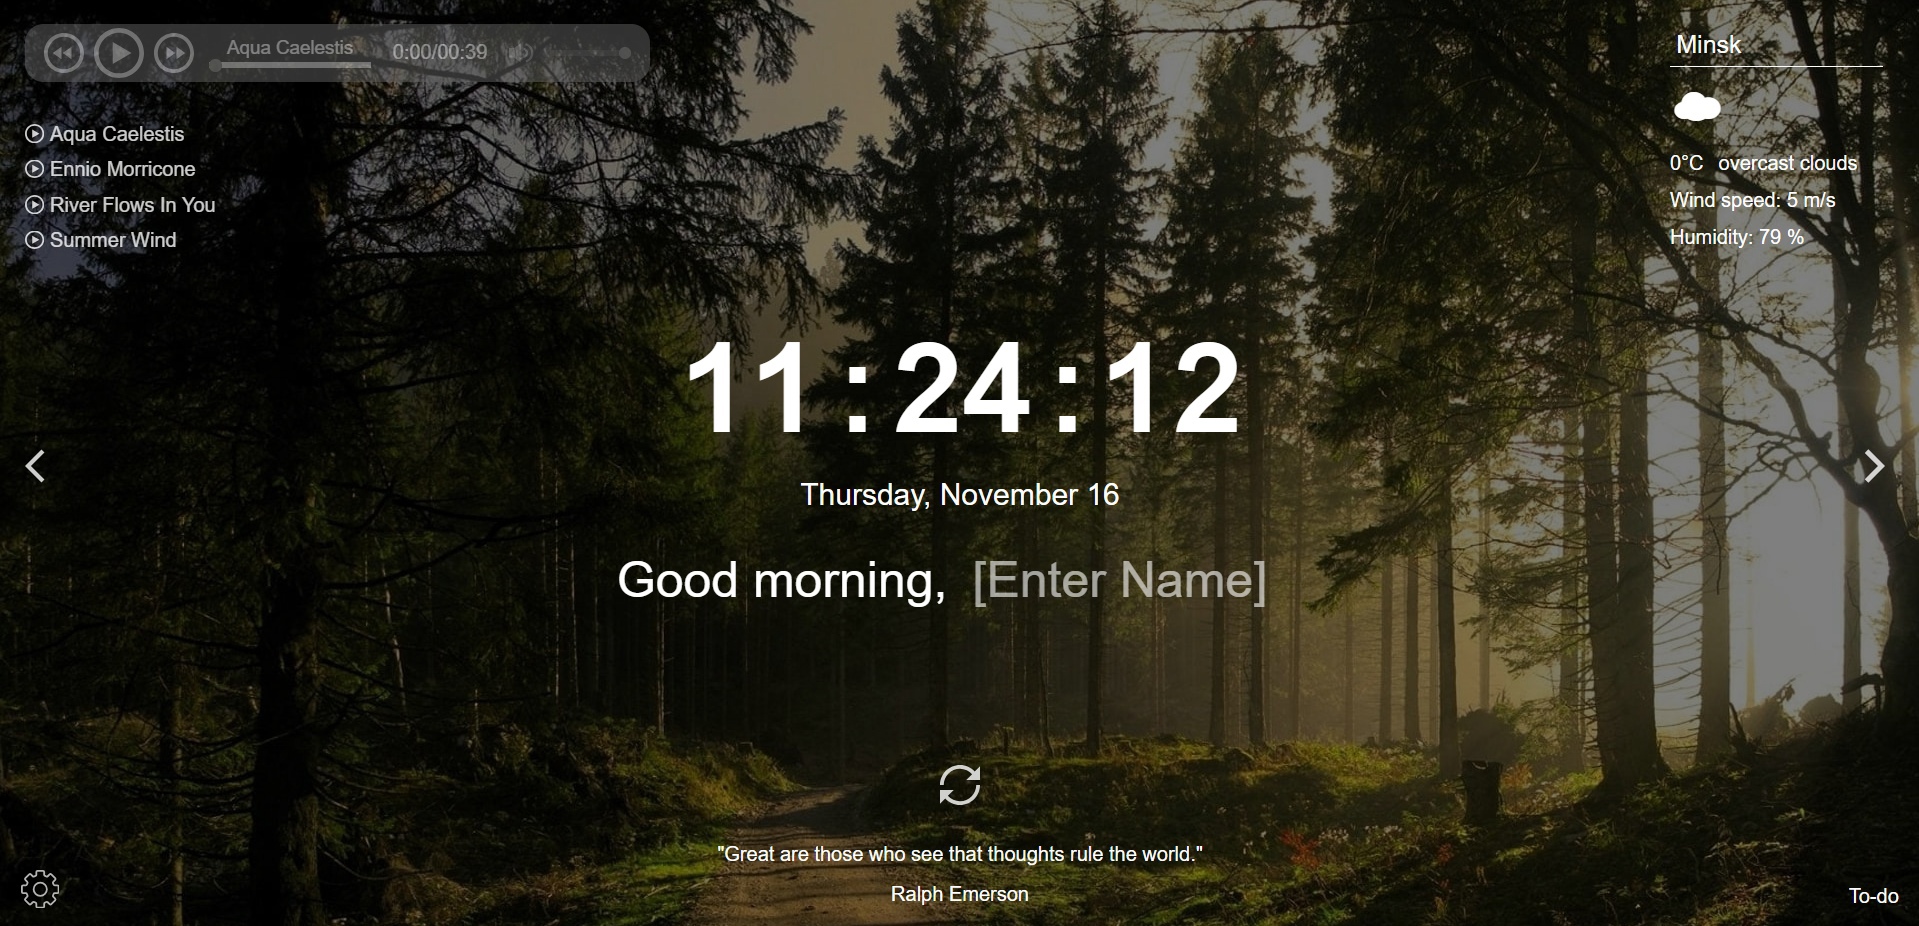 Aqua Caelestis
0:00/00:39
Aqua Caelestis
Ennio Morricone
River Flows In You
Summer Wind
Minsk
0°C overcast clouds
Wind speed: 5 m/s
Humidity: 79 %
11:24:12
Thursday, November 16
Good morning, [Enter Name]
"Great are those who see that thoughts rule the world."
Ralph Emerson
To-do